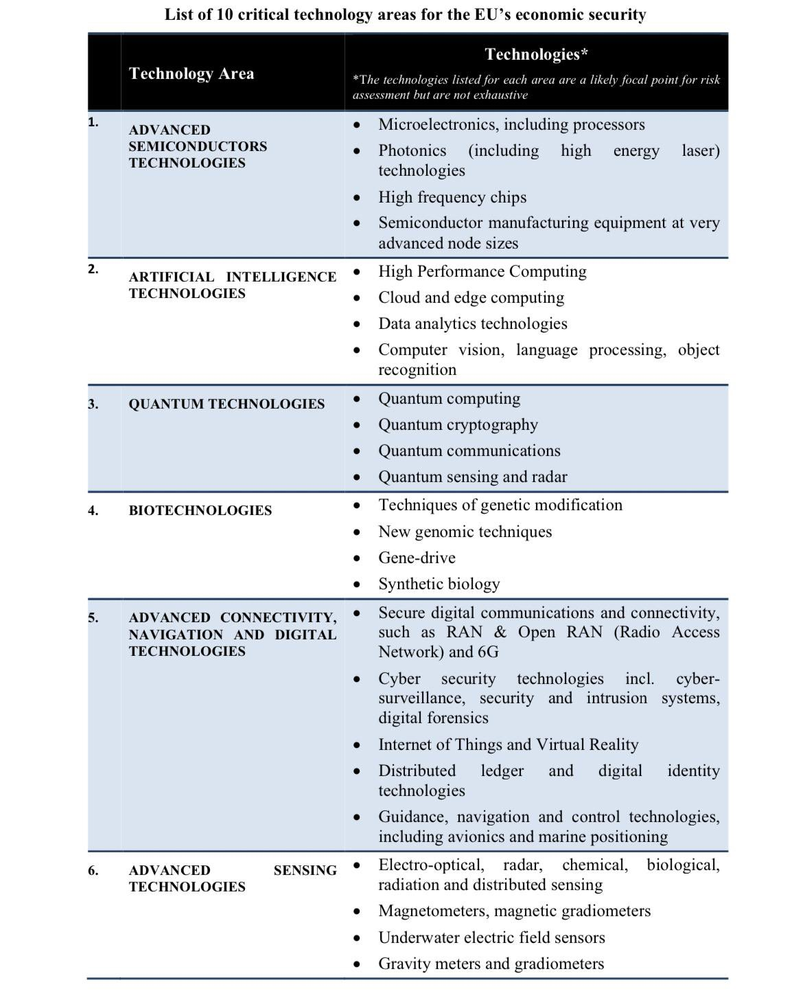 List of 10 critical technology areas for the EU’s economic security
Technology Area
Technologies*
*The technologies listed for each area are a likely focal point for risk
assessment but are not exhaustive
1.
ADVANCED
SEMICONDUCTORS
TECHNOLOGIES
• Microelectronics, including processors
• Photonics (including high energy laser)
technologies
• High frequency chips
• Semiconductor manufacturing equipment at very
advanced node sizes
2.
ARTIFICIAL INTELLIGENCE
TECHNOLOGIES
• High Performance Computing
• Cloud and edge computing
• Data analytics technologies
• Computer vision, language processing, object
recognition
3.
QUANTUM TECHNOLOGIES
• Quantum computing
• Quantum cryptography
• Quantum communications
• Quantum sensing and radar
4.
BIOTECHNOLOGIES
• Techniques of genetic modification
• New genomic techniques
• Gene-drive
• Synthetic biology
5.
ADVANCED CONNECTIVITY,
NAVIGATION AND DIGITAL
TECHNOLOGIES
• Secure digital communications and connectivity,
such as RAN & Open RAN (Radio Access
Network) and 6G
• Cyber security technologies incl. cyber-
surveillance, security and intrusion systems,
digital forensics
• Internet of Things and Virtual Reality
• Distributed ledger and digital identity
technologies
• Guidance, navigation and control technologies,
including avionics and marine positioning
6.
ADVANCED SENSING
TECHNOLOGIES
• Electro-optical, radar, chemical, biological,
radiation and distributed sensing
• Magnetometers, magnetic gradiometers
• Underwater electric field sensors
• Gravity meters and gradiometers